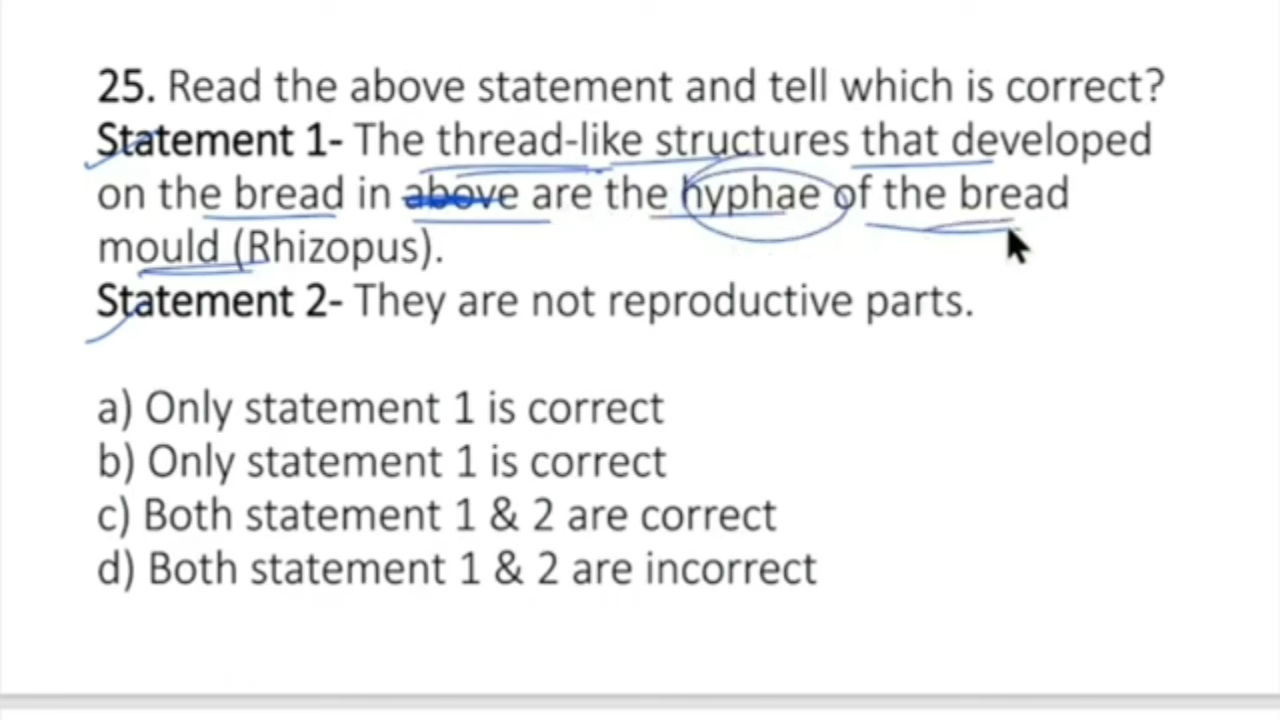 25. Read the above statement and tell which is correct?
Statement 1- The thread-like structures that developed
on the bread in above are the hyphae of the bread
mould (Rhizopus).
Statement 2- They are not reproductive parts.
a) Only statement 1 is correct
b) Only statement 1 is correct
c) Both statement 1 & 2 are correct
d) Both statement 1 & 2 are incorrect